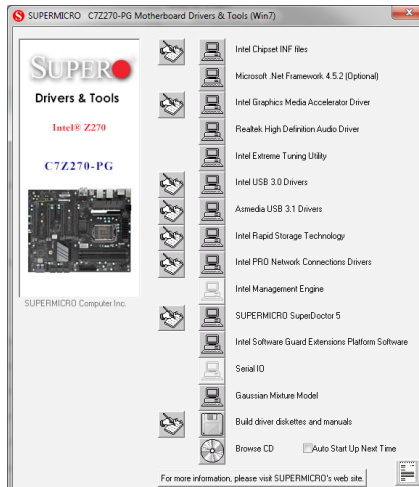 SUPERMICRO C7Z270-PG Motherboard Drivers & Tools (Win7)
SUPER
Drivers & Tools
Intel® Z270
C7Z270-PG
SUPERMICRO Computer Inc.
Intel Chipset INF files
Microsoft .Net Framework 4.5.2 (Optional)
Intel Graphics Media Accelerator Driver
Realtek High Definition Audio Driver
Intel Extreme Tuning Utility
Intel USB 3.0 Drivers
Asmedia USB 3.1 Drivers
Intel Rapid Storage Technology
Intel PRO Network Connections Drivers
Intel Management Engine
SUPERMICRO SuperDoctor 5
Intel Software Guard Extensions Platform Software
Serial IO
Gaussian Mixture Model
Build driver diskettes and manuals
Browse CD
Auto Start Up Next Time
For more information, please visit SUPERMICRO's web site.